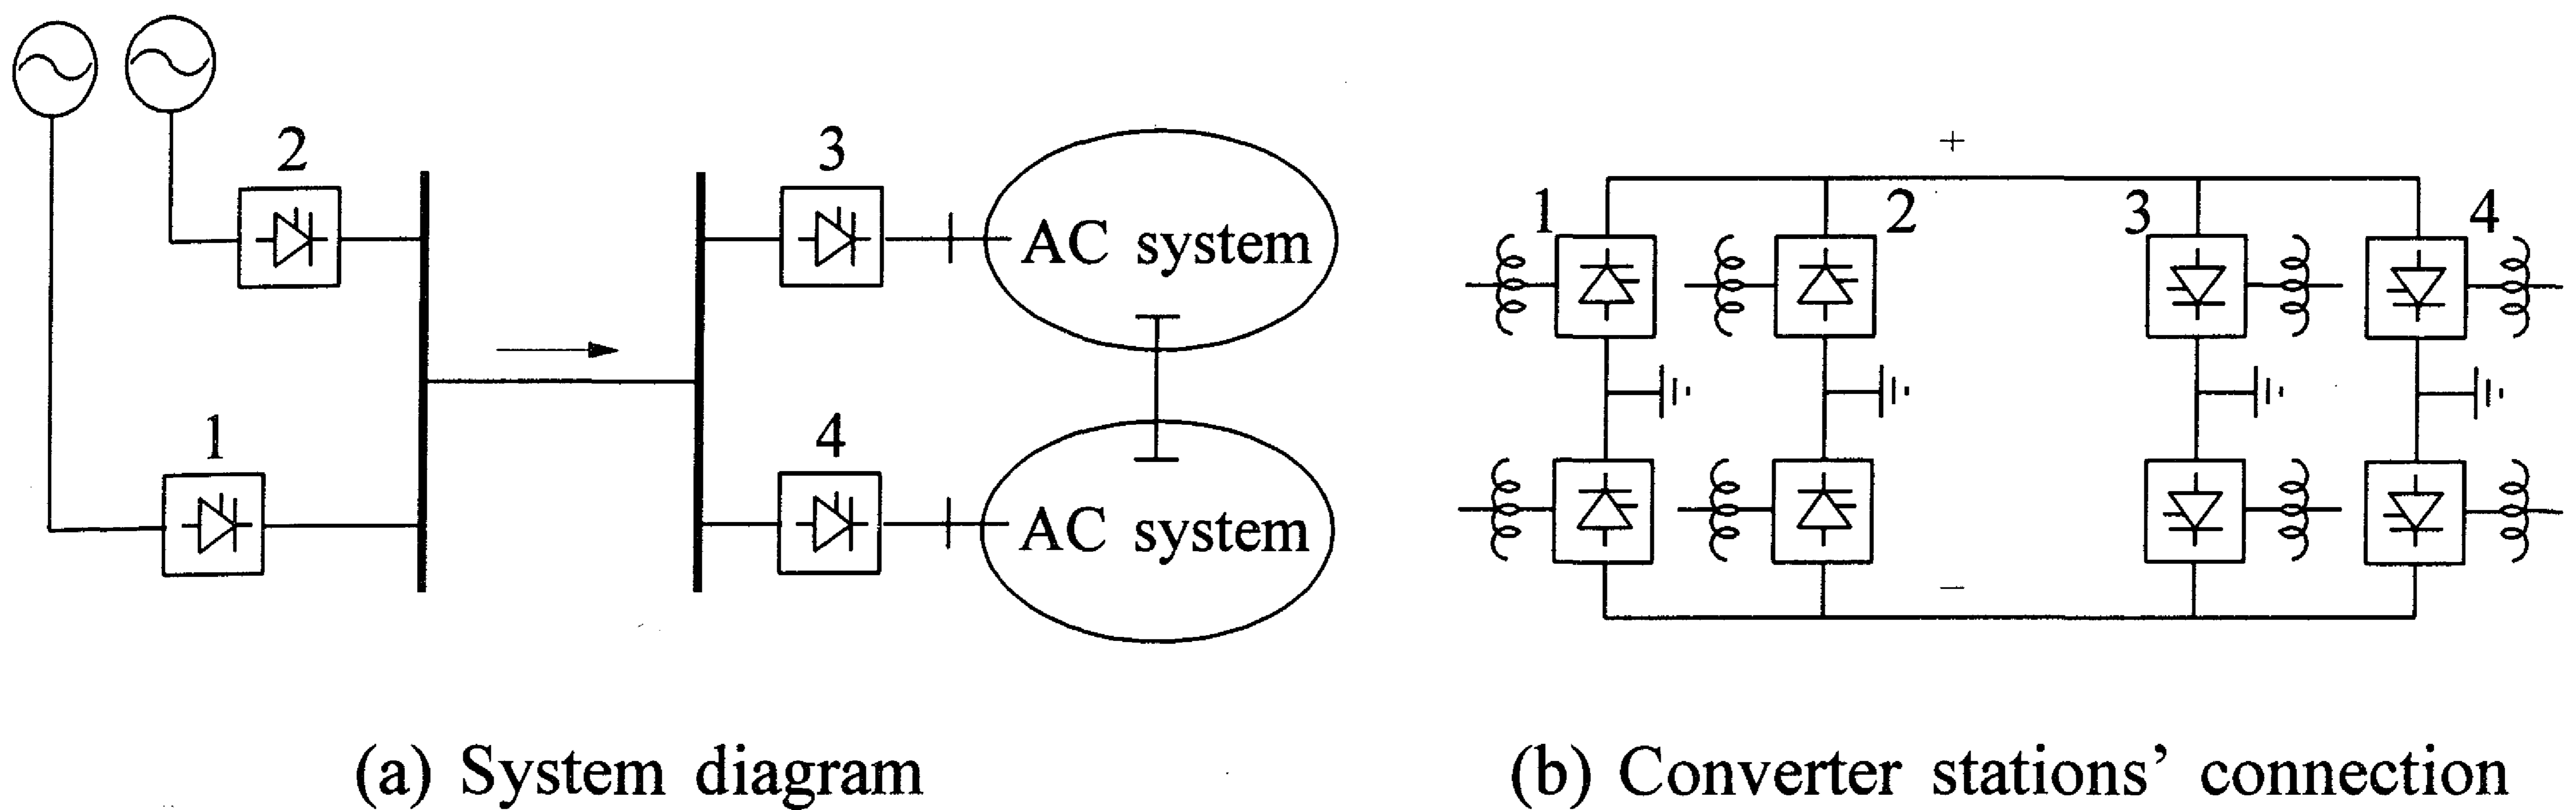 2
3
AC system
1
4
AC system
+
1
2
3
4
−
(a) System diagram
(b) Converter stations’ connection